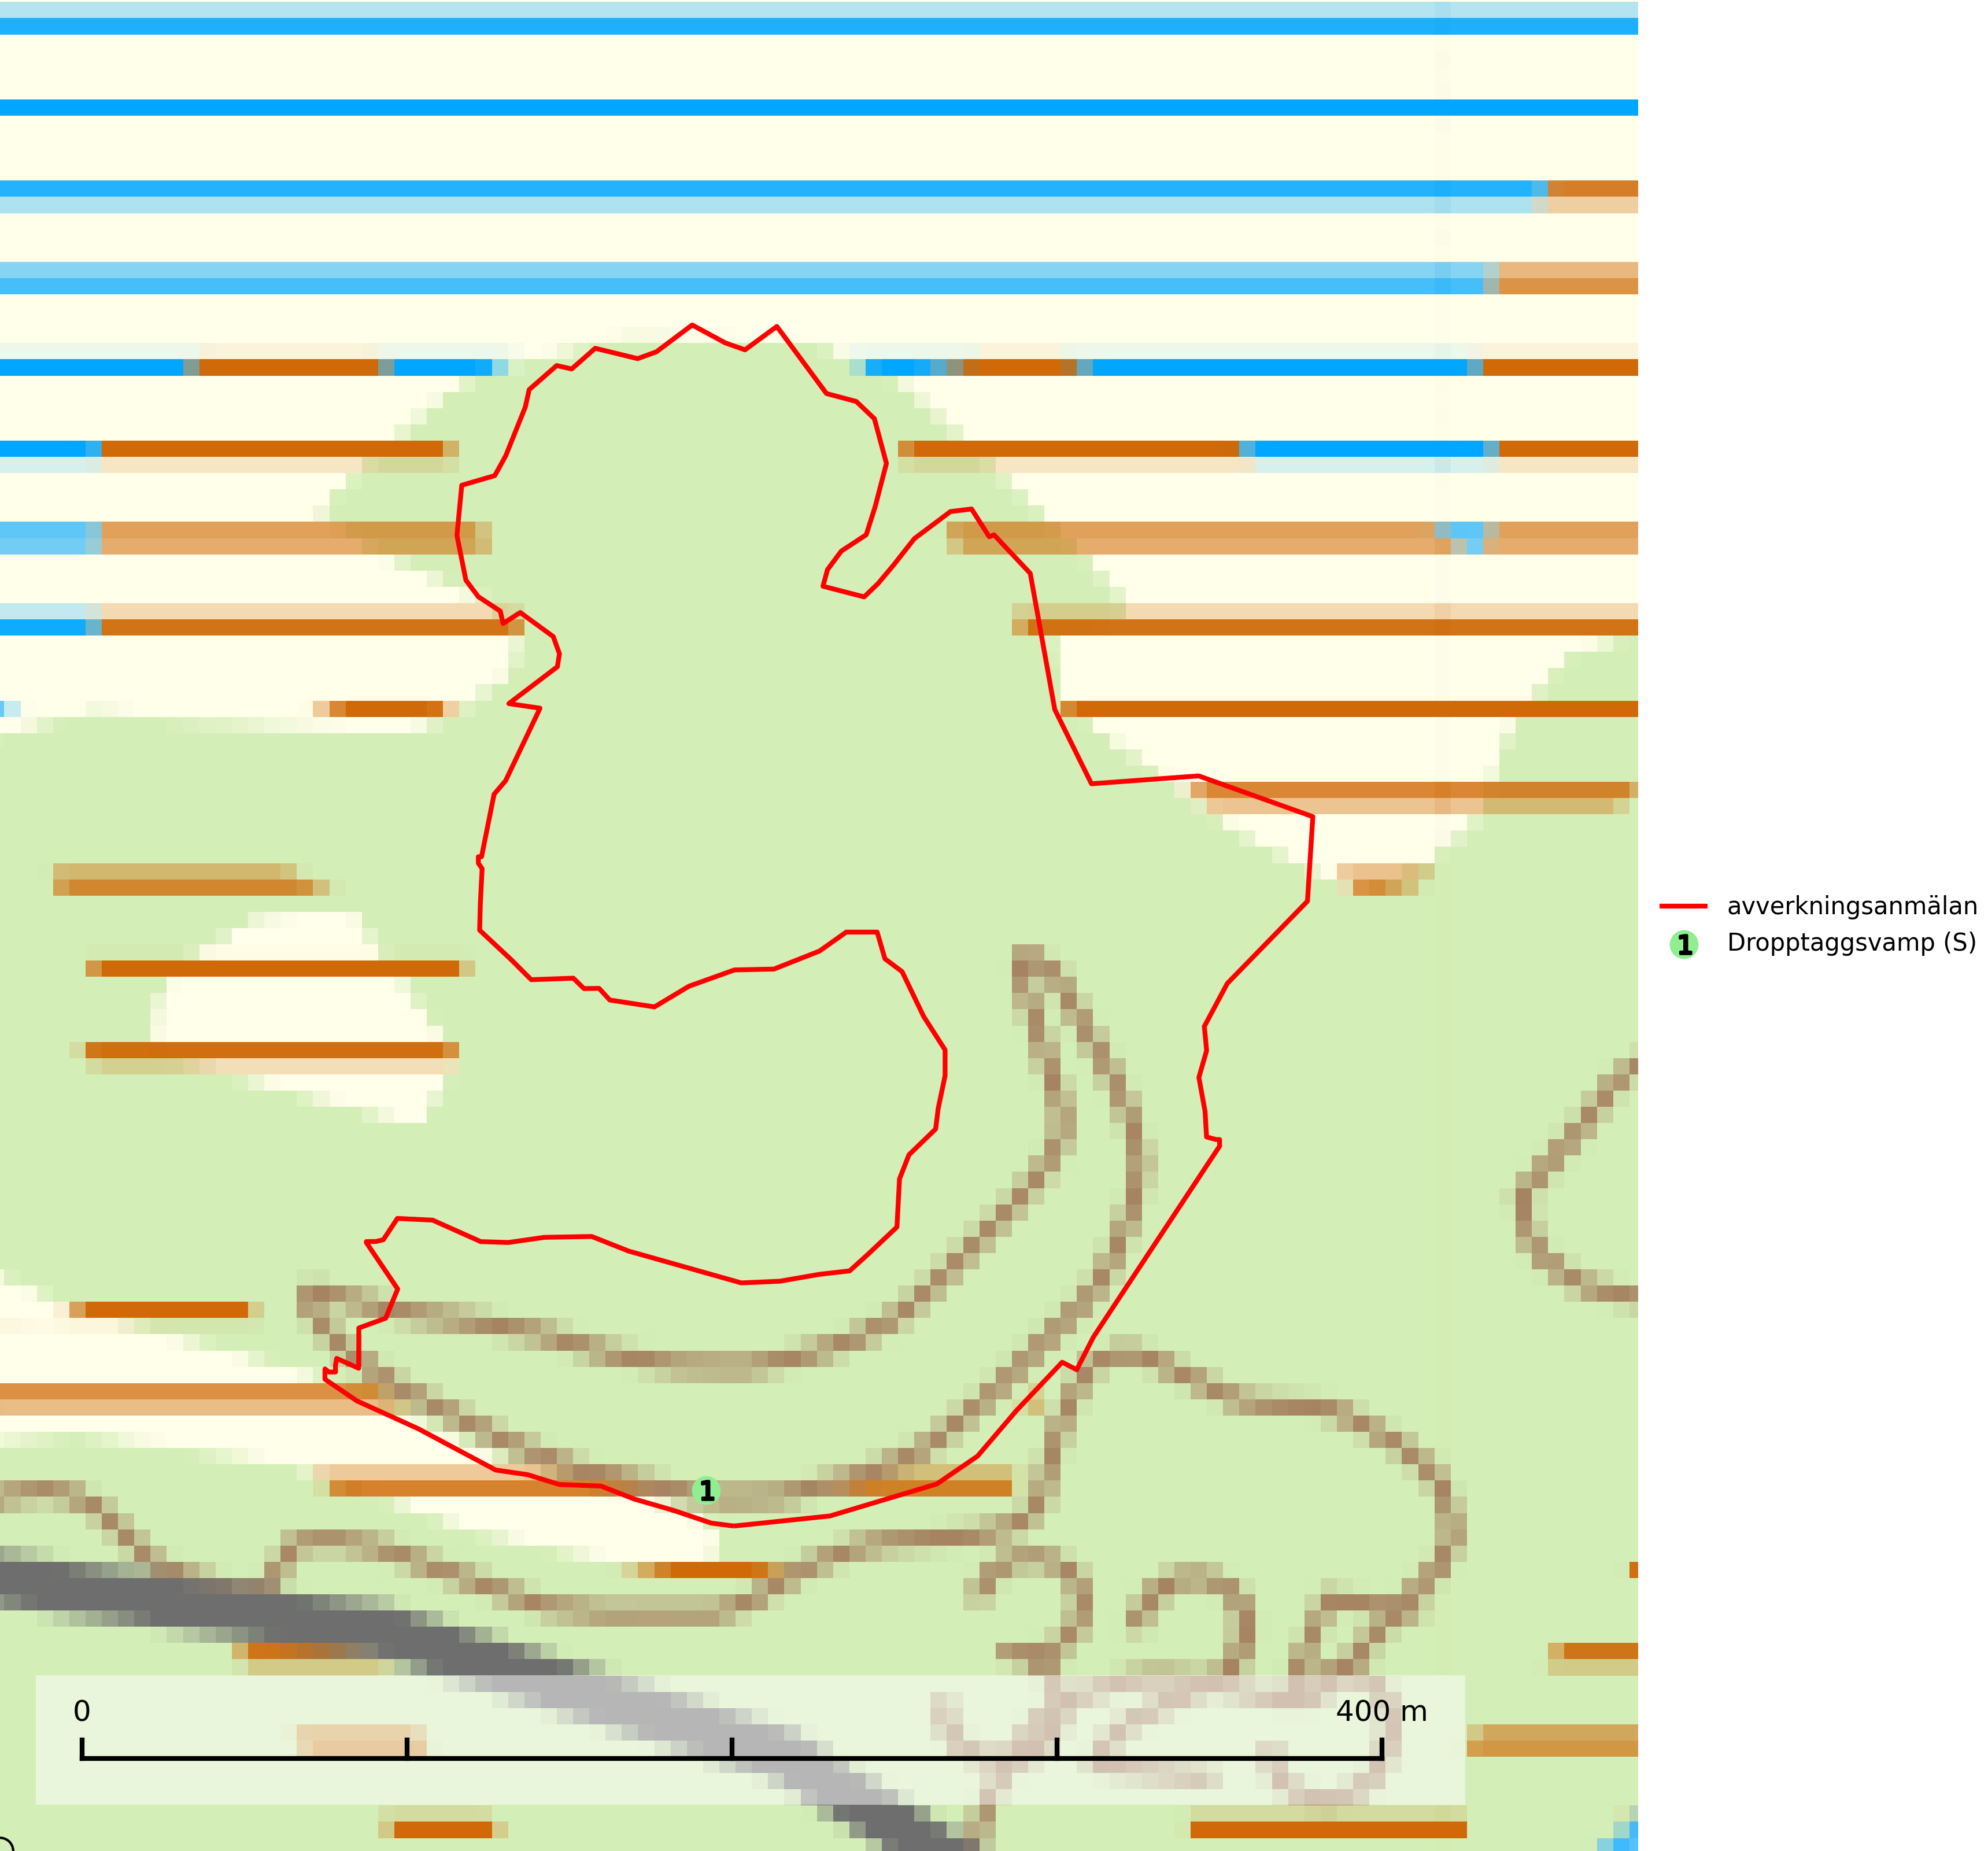 avverkningsanmälan
1 Dropptaggsvamp (S)
1
0 400 m